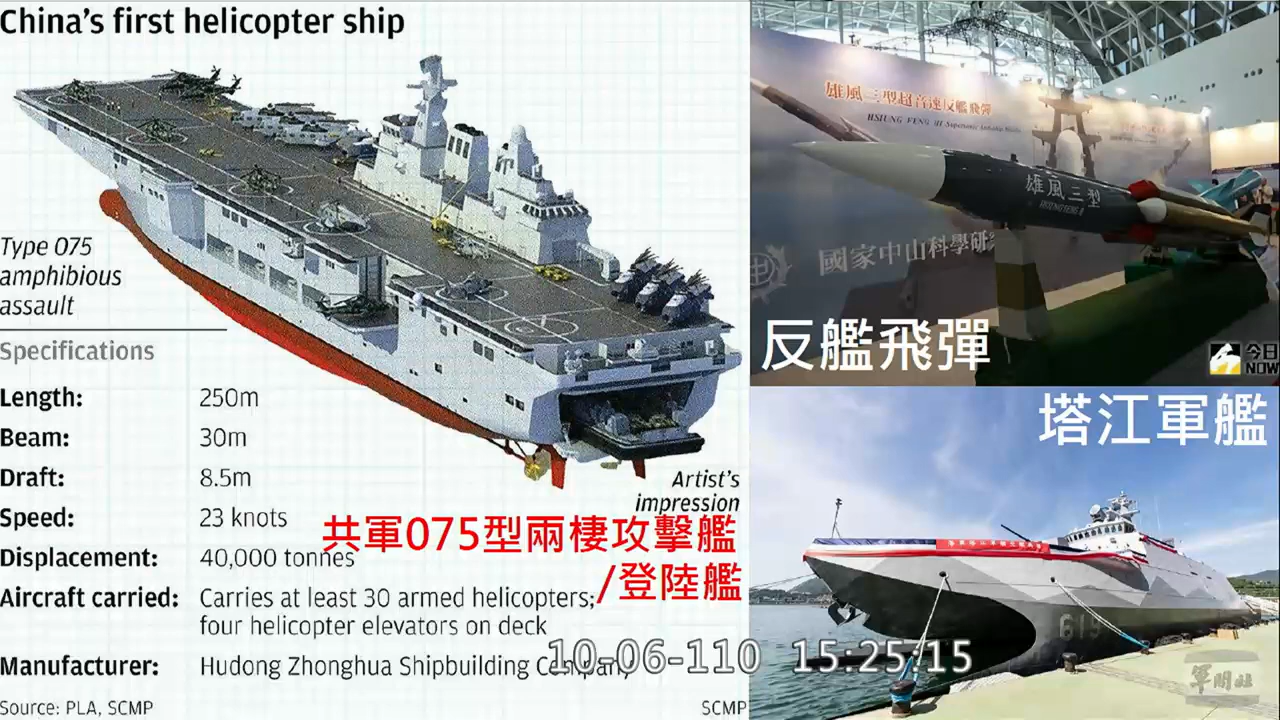 China's first helicopter ship
Type 075
amphibious
assault
Specifications
Length: 250m
Beam: 30m
Draft: 8.5m
Speed: 23 knots
Displacement: 40,000 tonnes
Aircraft carried: Carries at least 30 armed helicopters;
four helicopter elevators on deck
Manufacturer: Hudong Zhonghua Shipbuilding Company
Source: PLA, SCMP
SCMP
Artist's
impression
共軍075型兩棲攻擊艦
/登陸艦
雄風三型超音速反艦飛彈
HSIUNG FENG III Supersonic Anti-ship Missile
雄風三型
國家中山科學研
反艦飛彈
今日
NOW
塔江軍艦
619
軍聞社
10-06-110 15:25:15